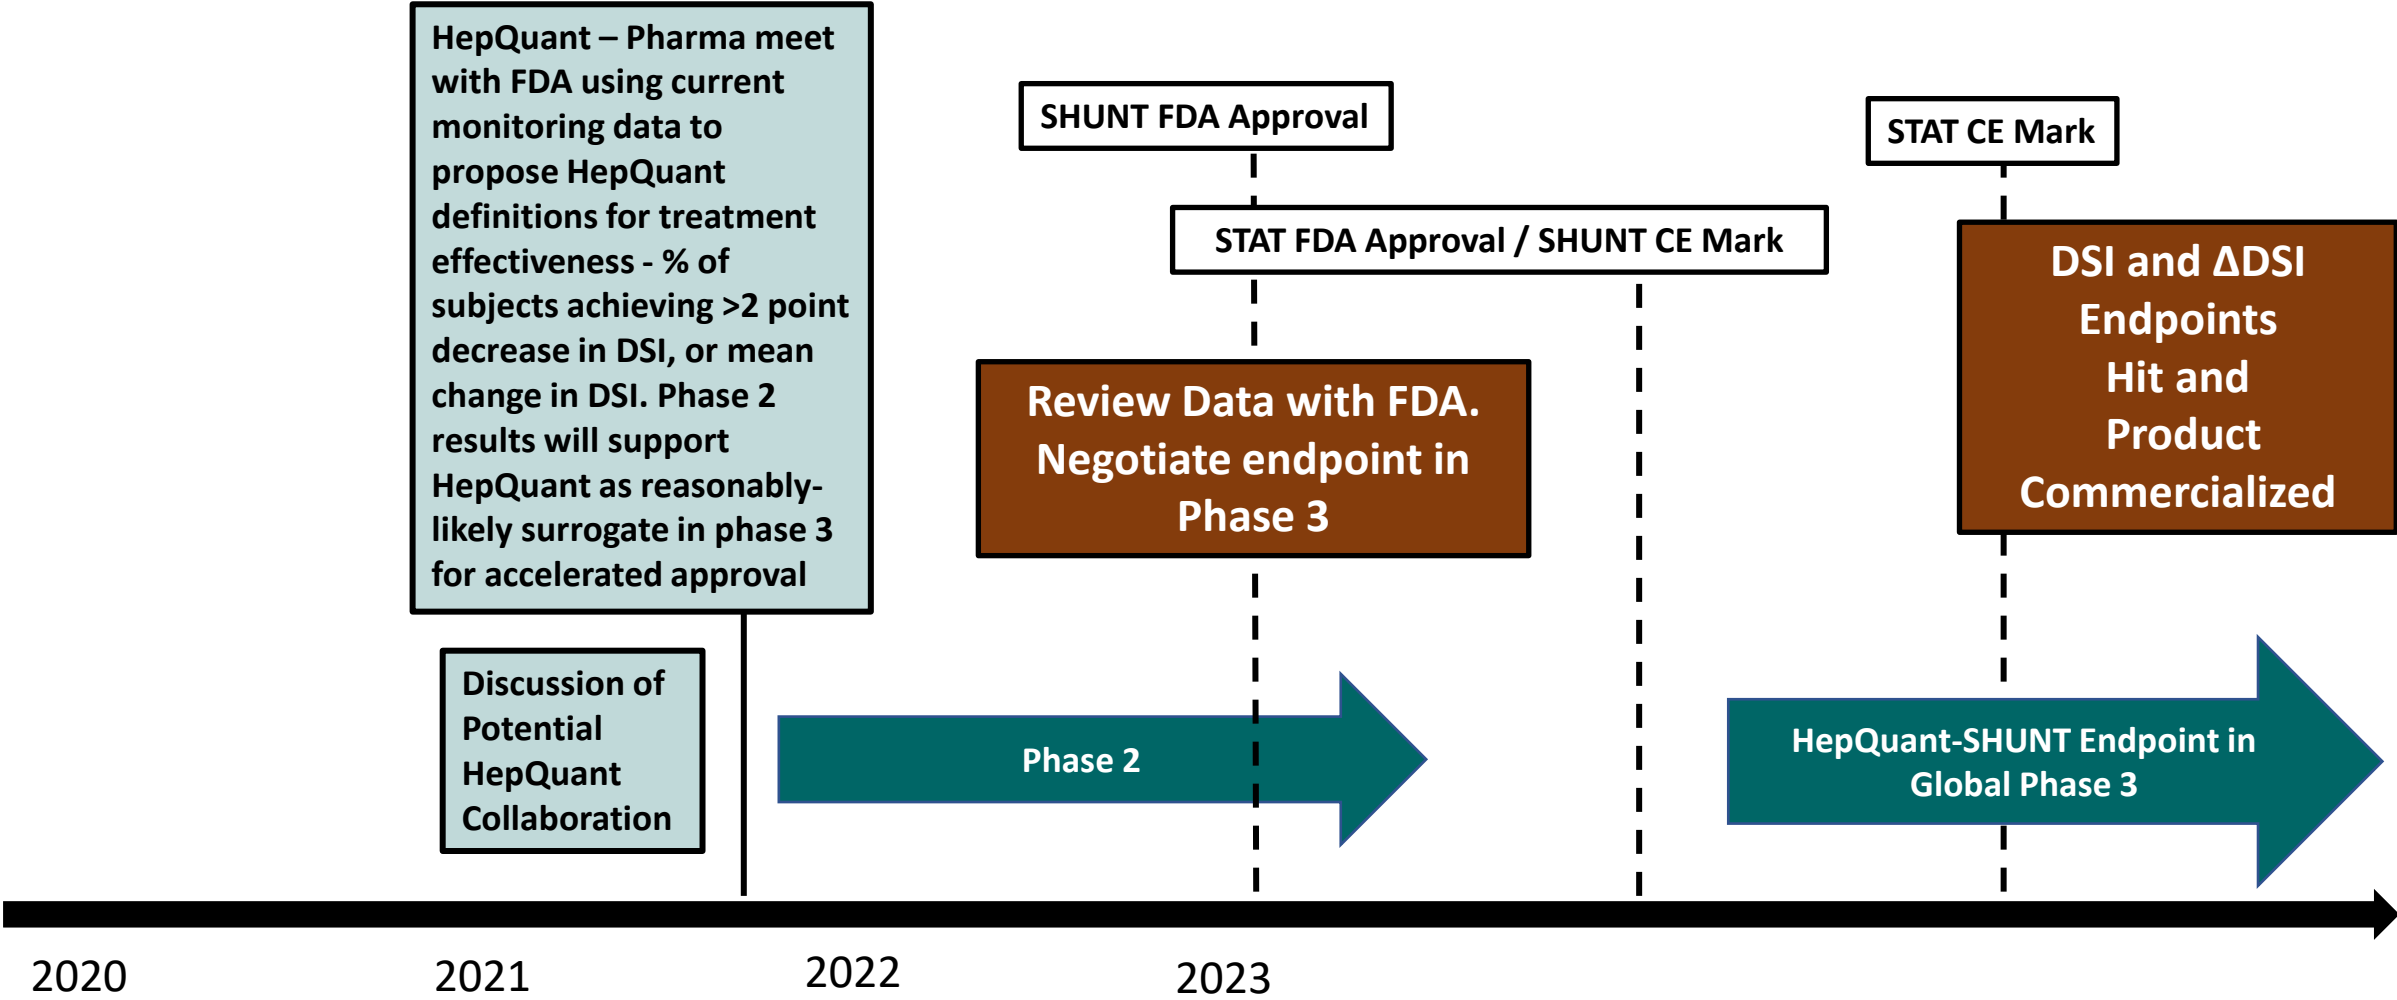 HepQuant – Pharma meet
with FDA using current
monitoring data to
propose HepQuant
definitions for treatment
effectiveness - % of
subjects achieving >2 point
decrease in DSI, or mean
change in DSI. Phase 2
results will support
HepQuant as reasonably-
likely surrogate in phase 3
for accelerated approval
SHUNT FDA Approval
STAT CE Mark
STAT FDA Approval / SHUNT CE Mark
DSI and ΔDSI
Endpoints
Hit and
Product
Commercialized
Review Data with FDA.
Negotiate endpoint in
Phase 3
Discussion of
Potential
HepQuant
Collaboration
Phase 2
HepQuant-SHUNT Endpoint in
Global Phase 3
2020
2021
2022
2023